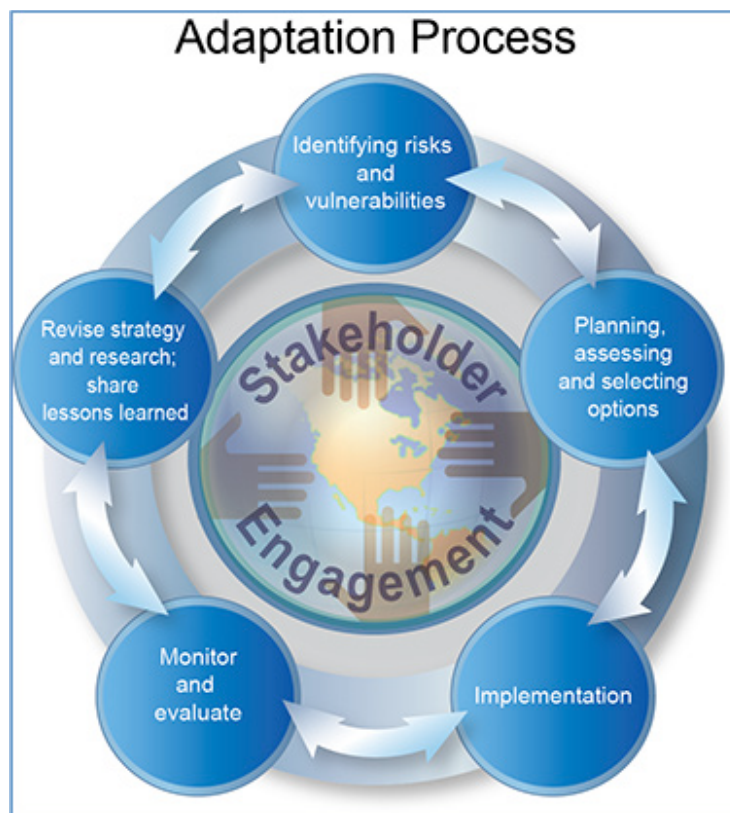 Adaptation Process
Identifying risks
and
vulnerabilities
Planning,
assessing
and selecting
options
Implementation
Monitor
and
evaluate
Revise strategy
and research;
share
lessons learned
Stakeholder
Engagement